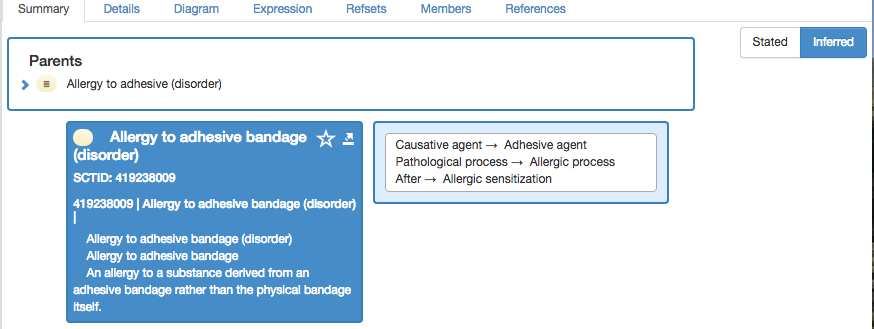 Summary Details Diagram Expression Refsets Members References
Stated Inferred
Parents
Allergy to adhesive (disorder)
Allergy to adhesive bandage
(disorder)
SCTID: 419238009
419238009 | Allergy to adhesive bandage (disorder)
|
Allergy to adhesive bandage (disorder)
Allergy to adhesive bandage
An allergy to a substance derived from an
adhesive bandage rather than the physical bandage
itself.
Causative agent → Adhesive agent
Pathological process → Allergic process
After → Allergic sensitization